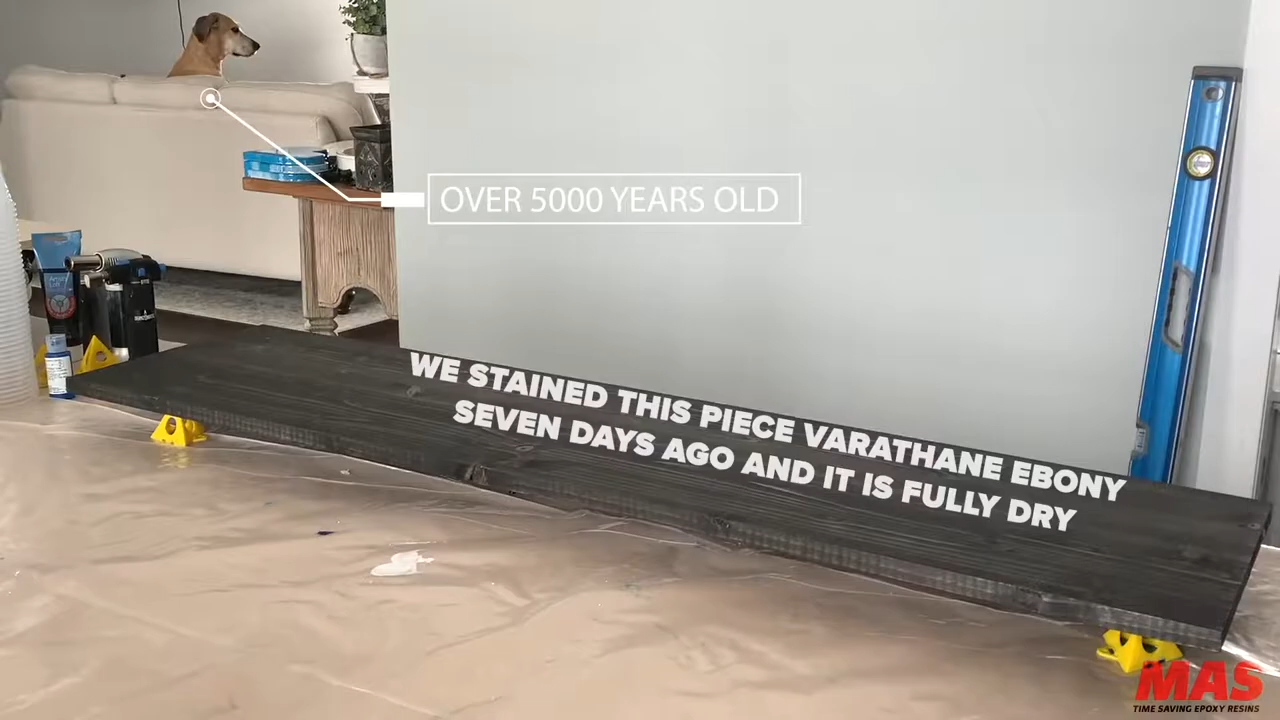 OVER 5000 YEARS OLD
WE STAINED THIS PIECE VARATHANE EBONY
SEVEN DAYS AGO AND IT IS FULLY DRY
MAS
TIME SAVING EPOXY RESINS